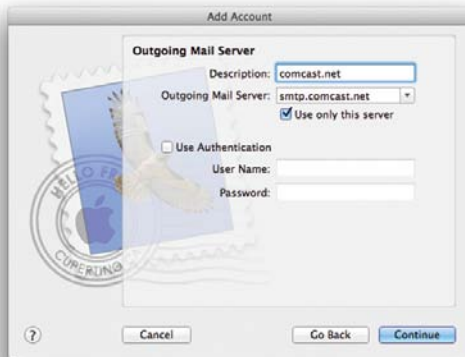 Add Account
Outgoing Mail Server
Description: comcast.net
Outgoing Mail Server: smtp.comcast.net
Use only this server
Use Authentication
User Name:
Password:
HELLO FR
CUPERTINO
?
Cancel
Go Back
Continue